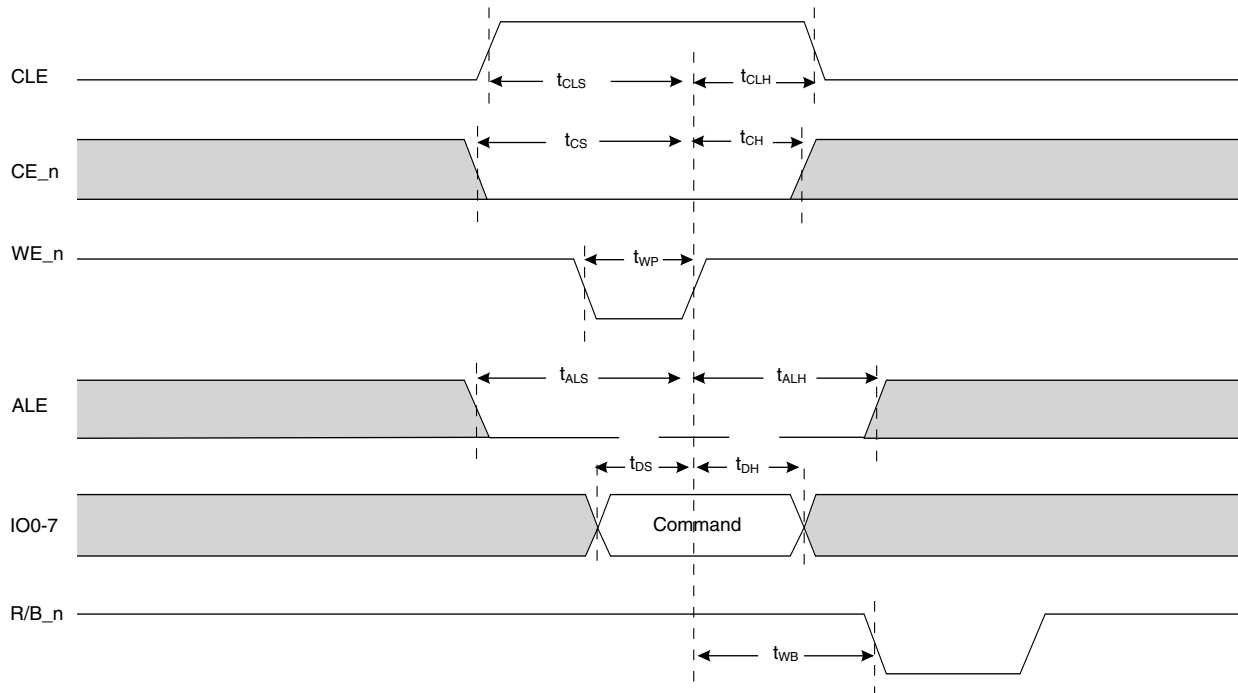 CLE
tCLS
tCLH
CE_n
tCS
tCH
WE_n
tWP
ALE
tALS
tALH
IO0-7
tDS
tDH
Command
R/B_n
tWB